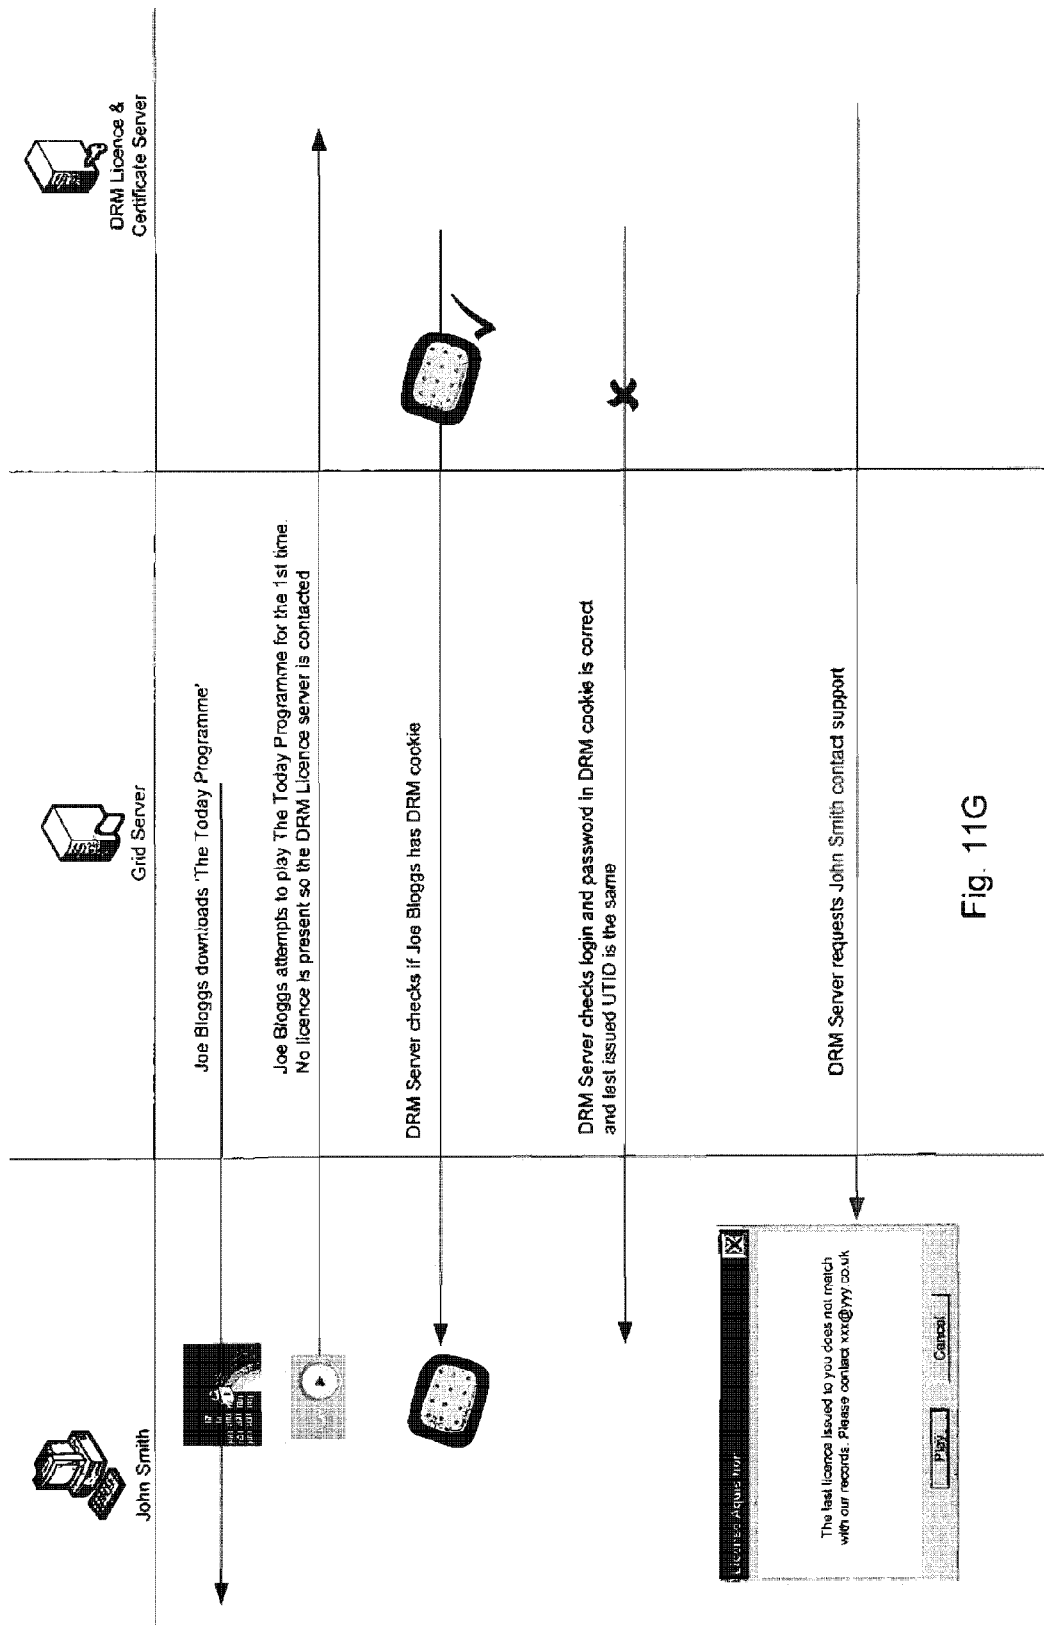 John Smith
Grid Server
DRM Licence &
Certificate Server
Joe Bloggs downloads 'The Today Programme'
Joe Bloggs attempts to play The Today Programme for the 1st time.
No licence is present so the DRM Licence server is contacted
DRM Server checks if Joe Bloggs has DRM cookie
DRM Server checks login and password in DRM cookie is correct
and last issued UTID is the same
DRM Server requests John Smith contact support
The last licence issued to you does not match
with our records. Please contact xxx@yyy.co.uk
Play
Cancel
Fig. 11G